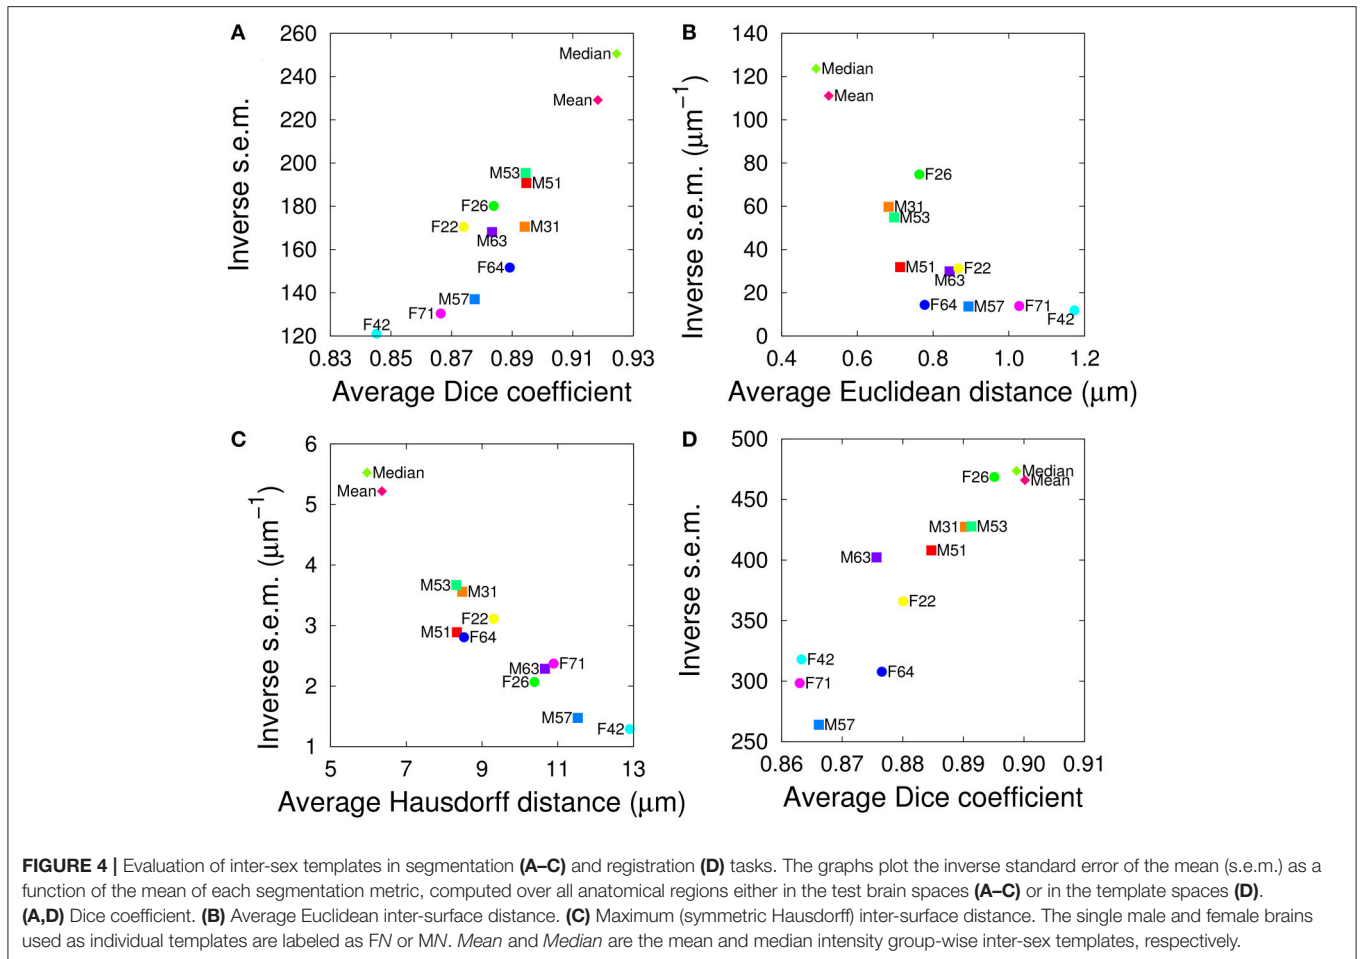 A
260
240
220
200
180
160
140
120
0.83
0.85
0.87
0.89
0.91
0.93
Inverse s.e.m.
Average Dice coefficient
Median
Mean
M53
M51
F26
F22
M31
M63
F64
M57
F71
F42
B
140
120
100
80
60
40
20
0
0.4
0.6
0.8
1.0
1.2
Inverse s.e.m. (μm⁻¹)
Average Euclidean distance (μm)
Median
Mean
F26
M31
M53
M51
F22
M63
F64
M57
F71
F42
C
6
5
4
3
2
1
5
7
9
11
13
Inverse s.e.m. (μm⁻¹)
Average Hausdorff distance (μm)
Median
Mean
M53
M31
F22
M51
F64
F71
M63
F26
M57
F42
D
500
450
400
350
300
250
0.86
0.87
0.88
0.89
0.90
0.91
Inverse s.e.m.
Average Dice coefficient
Median
F26
Mean
M31
M53
M51
M63
F22
F42
F64
F71
M57
FIGURE 4 | Evaluation of inter-sex templates in segmentation (A–C) and registration (D) tasks. The graphs plot the inverse standard error of the mean (s.e.m.) as a
function of the mean of each segmentation metric, computed over all anatomical regions either in the test brain spaces (A–C) or in the template spaces (D).
(A,D) Dice coefficient. (B) Average Euclidean inter-surface distance. (C) Maximum (symmetric Hausdorff) inter-surface distance. The single male and female brains
used as individual templates are labeled as FN or MN. Mean and Median are the mean and median intensity group-wise inter-sex templates, respectively.